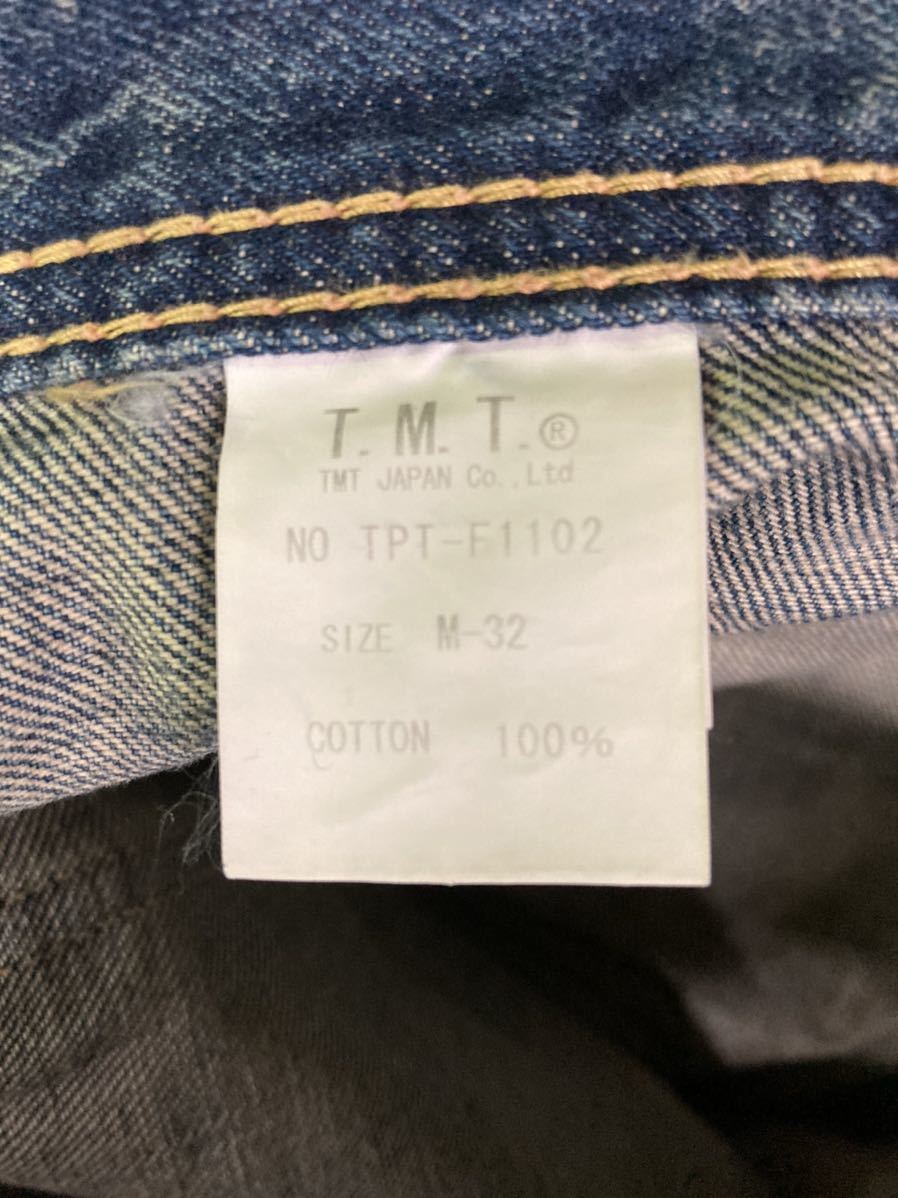 T.M.T.®
TMT JAPAN Co.,Ltd
NO TPT-F1102
SIZE M-32
COTTON 100%